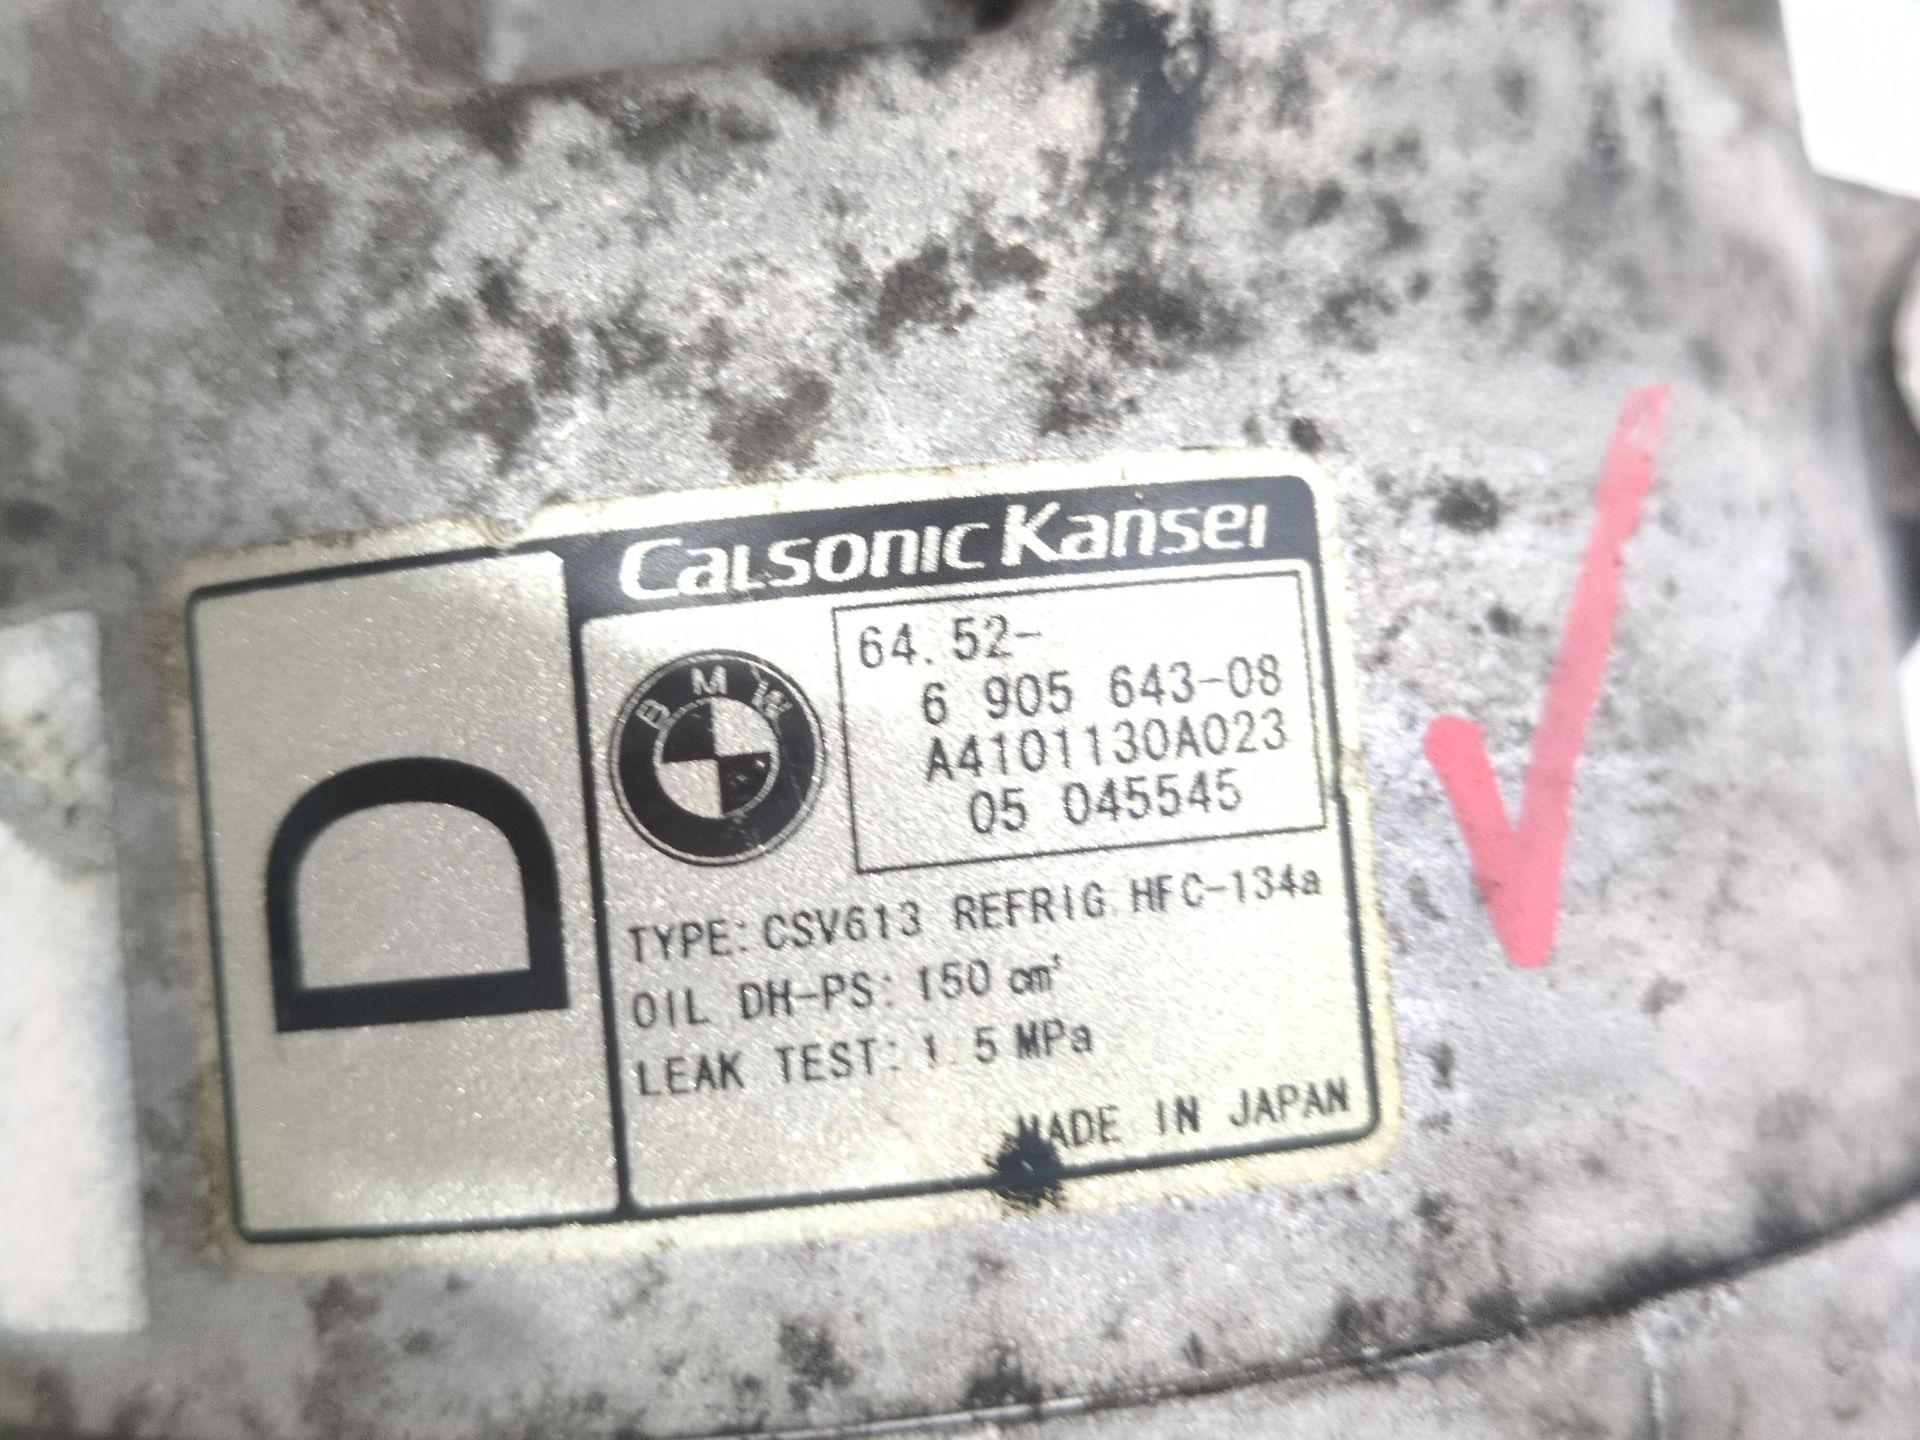 CALSONIC KANSEI
D
BMW
64.52-
6 905 643-08
A4101130A023
05 045545
TYPE: CSV613 REFRIG. HFC-134a
OIL DH-PS: 150 cm³
LEAK TEST: 1.5 MPa
MADE IN JAPAN